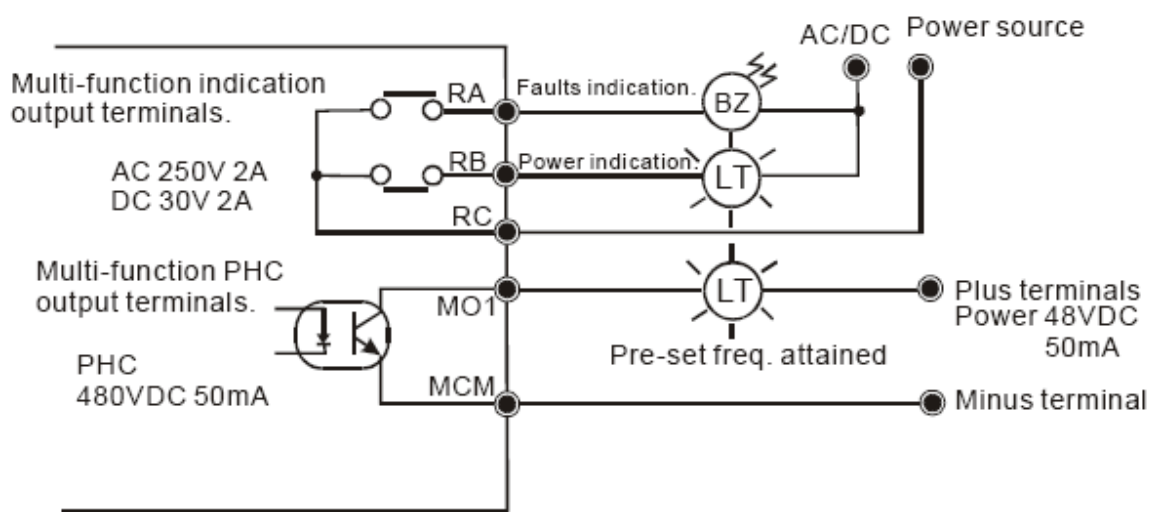 AC/DC
Power source
Multi-function indication
output terminals.
RA
Faults indication.
BZ
AC 250V 2A
DC 30V 2A
RB
Power indication.
LT
RC
Multi-function PHC
output terminals.
MO1
LT
Plus terminals
Power 48VDC
50mA
Pre-set freq. attained
PHC
480VDC 50mA
MCM
Minus terminal